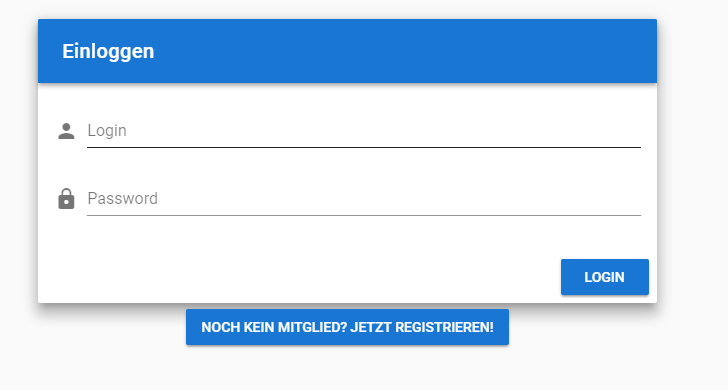 Einloggen
Login
Password
LOGIN
NOCH KEIN MITGLIED? JETZT REGISTRIEREN!